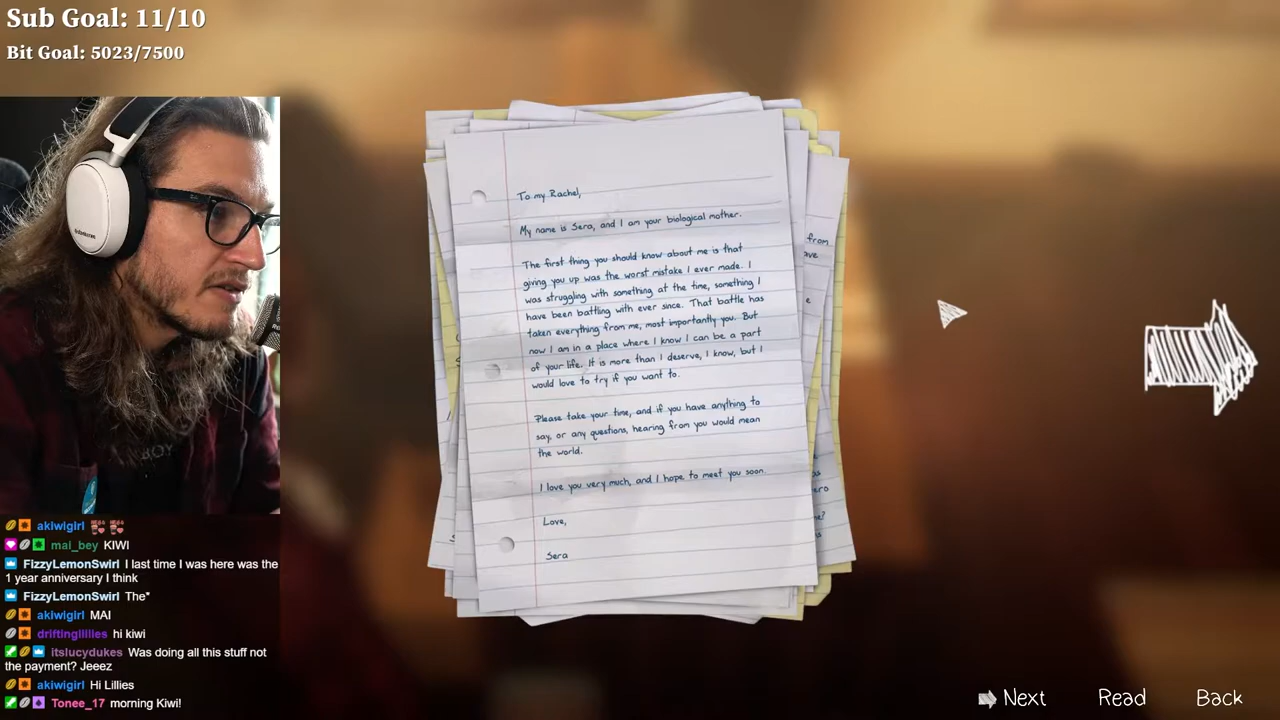 Sub Goal: 11/10
Bit Goal: 5023/7500
To my Rachel,
My name is Sera, and I am your biological mother.
The first thing you should know about me is that
giving you up was the worst mistake I ever made. I
was struggling with something at the time, something I
have been battling with ever since. That battle has
taken everything from me, most importantly you. But
now I am in a place where I know I can be a part
of your life. It is more than I deserve, I know, but I
would love to try if you want to.
Please take your time, and if you have anything to
say, or any questions, hearing from you would mean
the world.
I love you very much, and I hope to meet you soon.
Love,
Sera
from
ave
akiwigirl
mai_bey KIWI
FizzyLemonSwirl I last time I was here was the
1 year anniversary I think
FizzyLemonSwirl The*
akiwigirl MAI
driftinglillies hi kiwi
itslucydukes Was doing all this stuff not
the payment? Jeeez
akiwigirl Hi Lillies
Tonee_17 morning Kiwi!
Next
Read
Back